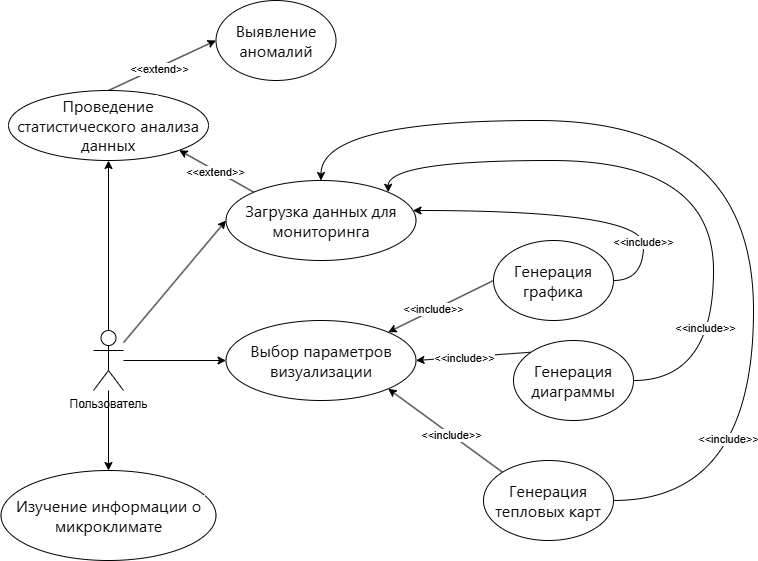 Выявление
аномалий
<<extend>>
Проведение
статистического анализа
данных
<<extend>>
Загрузка данных для
мониторинга
<<include>>
Генерация
графика
<<include>>
<<include>>
Выбор параметров
визуализации
<<include>>
Генерация
диаграммы
Пользователь
<<include>>
<<include>>
Изучение информации о
микроклимате
Генерация
тепловых карт